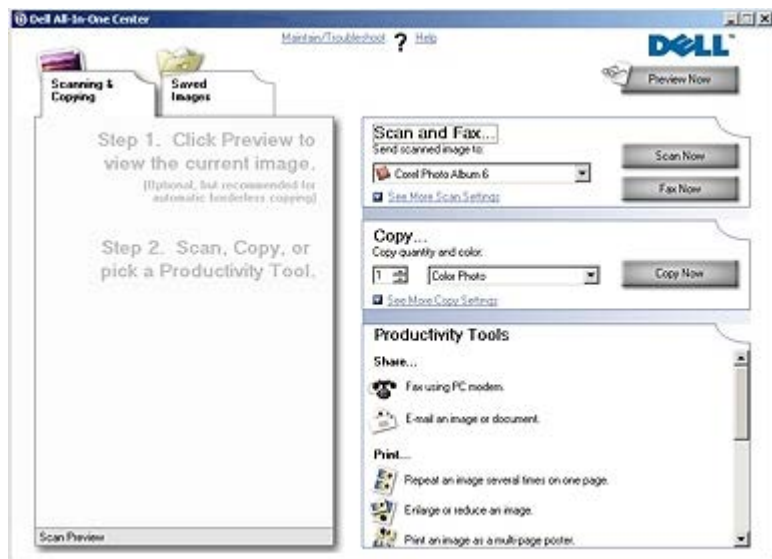 Dell All-In-One Center
Maintain/Troubleshoot ? Help
DELL™
Preview Now
Scanning &
Copying
Saved
Images
Step 1. Click Preview to
view the current image.
(Optional, but recommended for
automatic borderless copying)
Step 2. Scan, Copy, or
pick a Productivity Tool.
Scan Preview
Scan and Fax...
Send scanned image to:
Corel Photo Album 6
See More Scan Settings
Scan Now
Fax Now
Copy...
Copy quantity and color.
1
Color Photo
See More Copy Settings
Copy Now
Productivity Tools
Share...
Fax using PC modem.
E-mail an image or document.
Print...
Repeat an image several times on one page.
Enlarge or reduce an image.
Print an image as a multi-page poster.